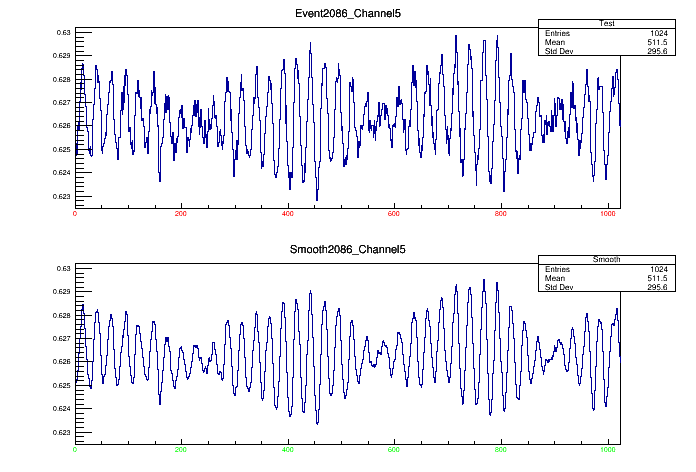 Event2086_Channel5
Test
Entries 1024
Mean 511.5
Std Dev 295.6
0.63
0.629
0.628
0.627
0.626
0.625
0.624
0.623
0 200 400 600 800 1000
Smooth2086_Channel5
Smooth
Entries 1024
Mean 511.5
Std Dev 295.6
0.63
0.629
0.628
0.627
0.626
0.625
0.624
0.623
0 200 400 600 800 1000